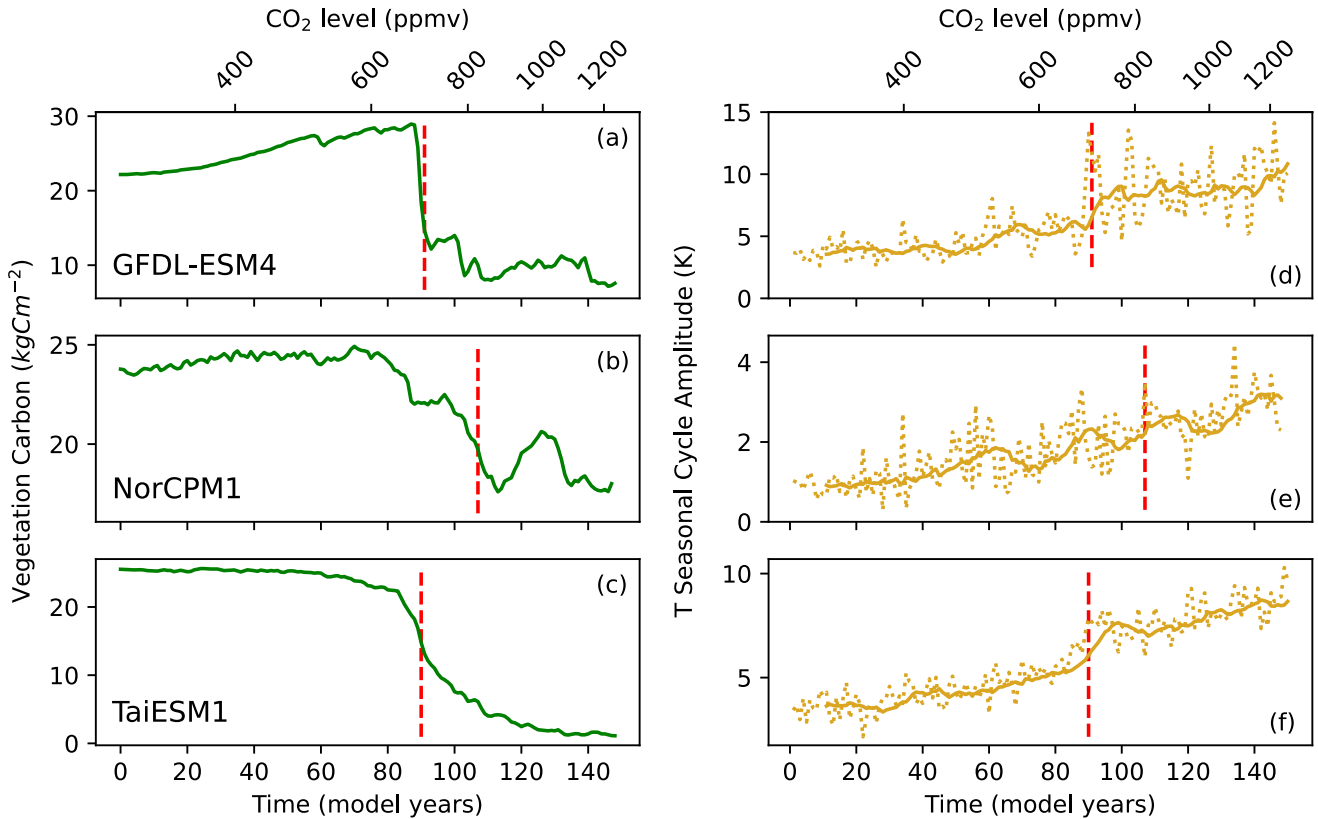 CO₂ level (ppmv)
400 600 800 1000 1200
30
20
10
(a)
GFDL-ESM4
25
20
(b)
NorCPM1
20
10
0
(c)
TaiESM1
0 20 40 60 80 100 120 140
Time (model years)
Vegetation Carbon (kgCm⁻²)
CO₂ level (ppmv)
400 600 800 1000 1200
15
10
5
0
(d)
4
2
0
(e)
10
5
(f)
0 20 40 60 80 100 120 140
Time (model years)
T Seasonal Cycle Amplitude (K)